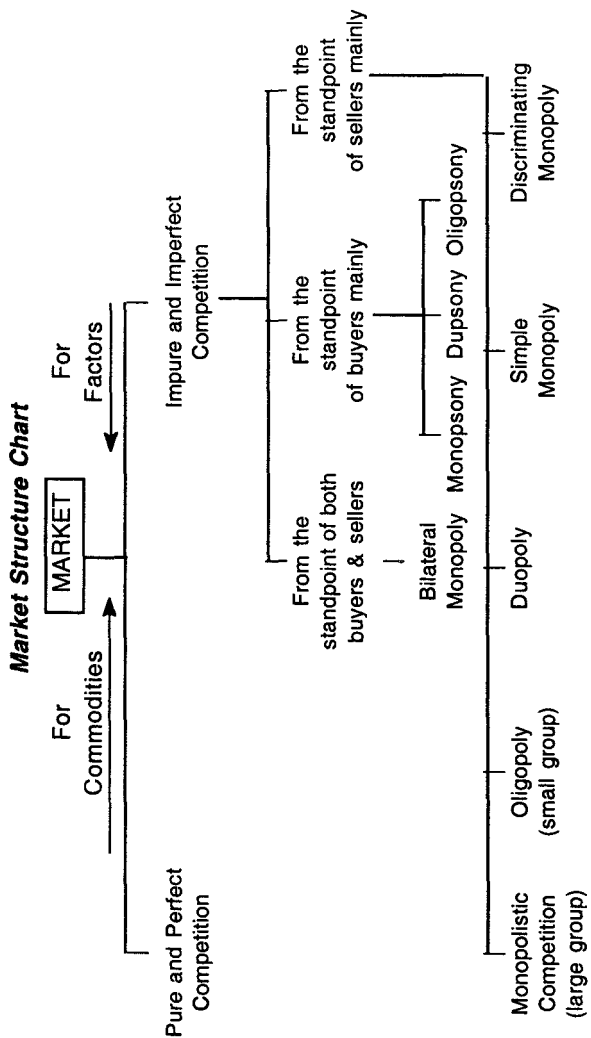 Market Structure Chart
MARKET
For
Commodities
For
Factors
Pure and Perfect
Competition
Impure and Imperfect
Competition
From the
standpoint of both
buyers & sellers
From the
standpoint
of buyers mainly
From the
standpoint
of sellers mainly
Bilateral
Monopoly
Monopsony
Dupsony
Oligopsony
Monopolistic
Competition
(large group)
Oligopoly
(small group)
Duopoly
Simple
Monopoly
Discriminating
Monopoly